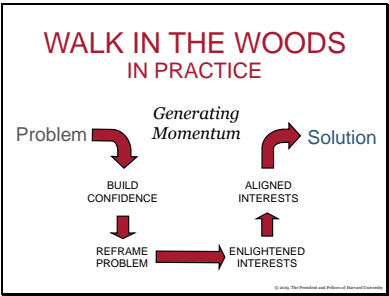 WALK IN THE WOODS
IN PRACTICE
Generating
Momentum
Problem
Solution
BUILD
CONFIDENCE
ALIGNED
INTERESTS
REFRAME
PROBLEM
ENLIGHTENED
INTERESTS
© 2019, The President and Fellows of Harvard University